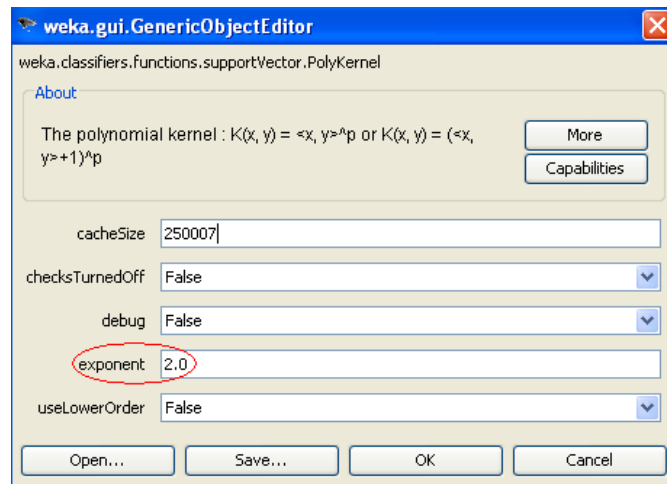 weka.gui.GenericObjectEditor
weka.classifiers.functions.supportVector.PolyKernel
About
The polynomial kernel : K(x, y) = <x, y>^p or K(x, y) = (<x,
y>+1)^p
More
Capabilities
cacheSize 250007
checksTurnedOff False
debug False
exponent 2.0
useLowerOrder False
Open... Save... OK Cancel